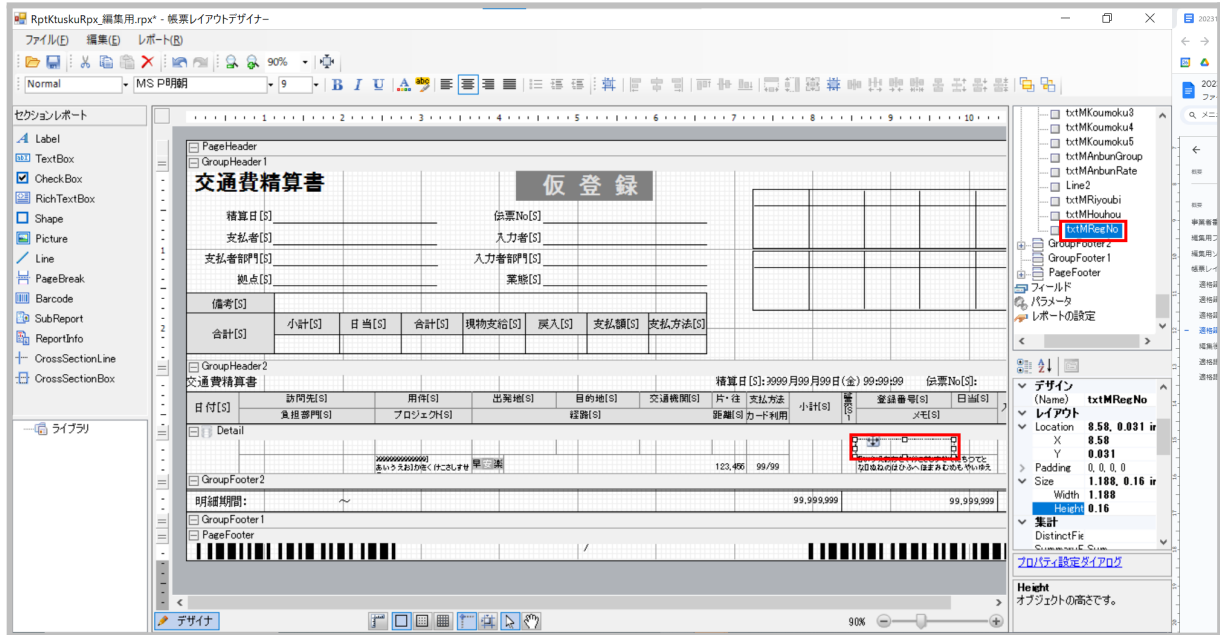 RptKtuskuRpx_編集用.rpx* - 帳票レイアウトデザイナー
ファイル(F) 編集(E) レポート(R)
90%
Normal MS P明朝 9 B I U
セクションレポート
Label
TextBox
CheckBox
RichTextBox
Shape
Picture
Line
PageBreak
Barcode
SubReport
ReportInfo
CrossSectionLine
CrossSectionBox
ライブラリ
1 2 3 4 5 6 7 8 9 10
PageHeader
GroupHeader1
交通費精算書 仮 登 録
精算日[S] 伝票No[S]
支払者[S] 入力者[S]
支払者部門[S] 入力者部門[S]
拠点[S] 業態[S]
備考[S]
合計[S] 小計[S] 日当[S] 合計[S] 現物支給[S] 戻入[S] 支払額[S] 支払方法[S]
GroupHeader2
交通費精算書 精算日[S]:9999月99月99日(金) 99:99:99 伝票No[S]:
日付[S] 訪問先[S] 用件[S] 出発地[S] 目的地[S] 交通機関[S] 片・往 支払方法 小計[S] 登録番号[S] 日当[S]
負担部門[S] プロジェクト[S] 経路[S] 距離[S] カード利用 メモ[S]
Detail
123,456 99/99
GroupFooter2
明細期間: ～ 99,999,999 99,999,999
GroupFooter1
PageFooter
/
デザイナ
90%
txtMKoumoku3
txtMKoumoku4
txtMKoumoku5
txtMAnbunGroup
txtMAnbunRate
Line2
txtMRiyoubi
txtMHouhou
txtMRegNo
GroupFooter2
GroupFooter1
PageFooter
フィールド
パラメータ
レポートの設定
デザイン
(Name) txtMRegNo
レイアウト
Location 8.58, 0.031 ir
X 8.58
Y 0.031
Padding 0, 0, 0, 0
Size 1.188, 0.16 ir
Width 1.188
Height 0.16
集計
DistinctFie
SummaryF Sum
プロパティ設定ダイアログ
Height
オブジェクトの高さです。